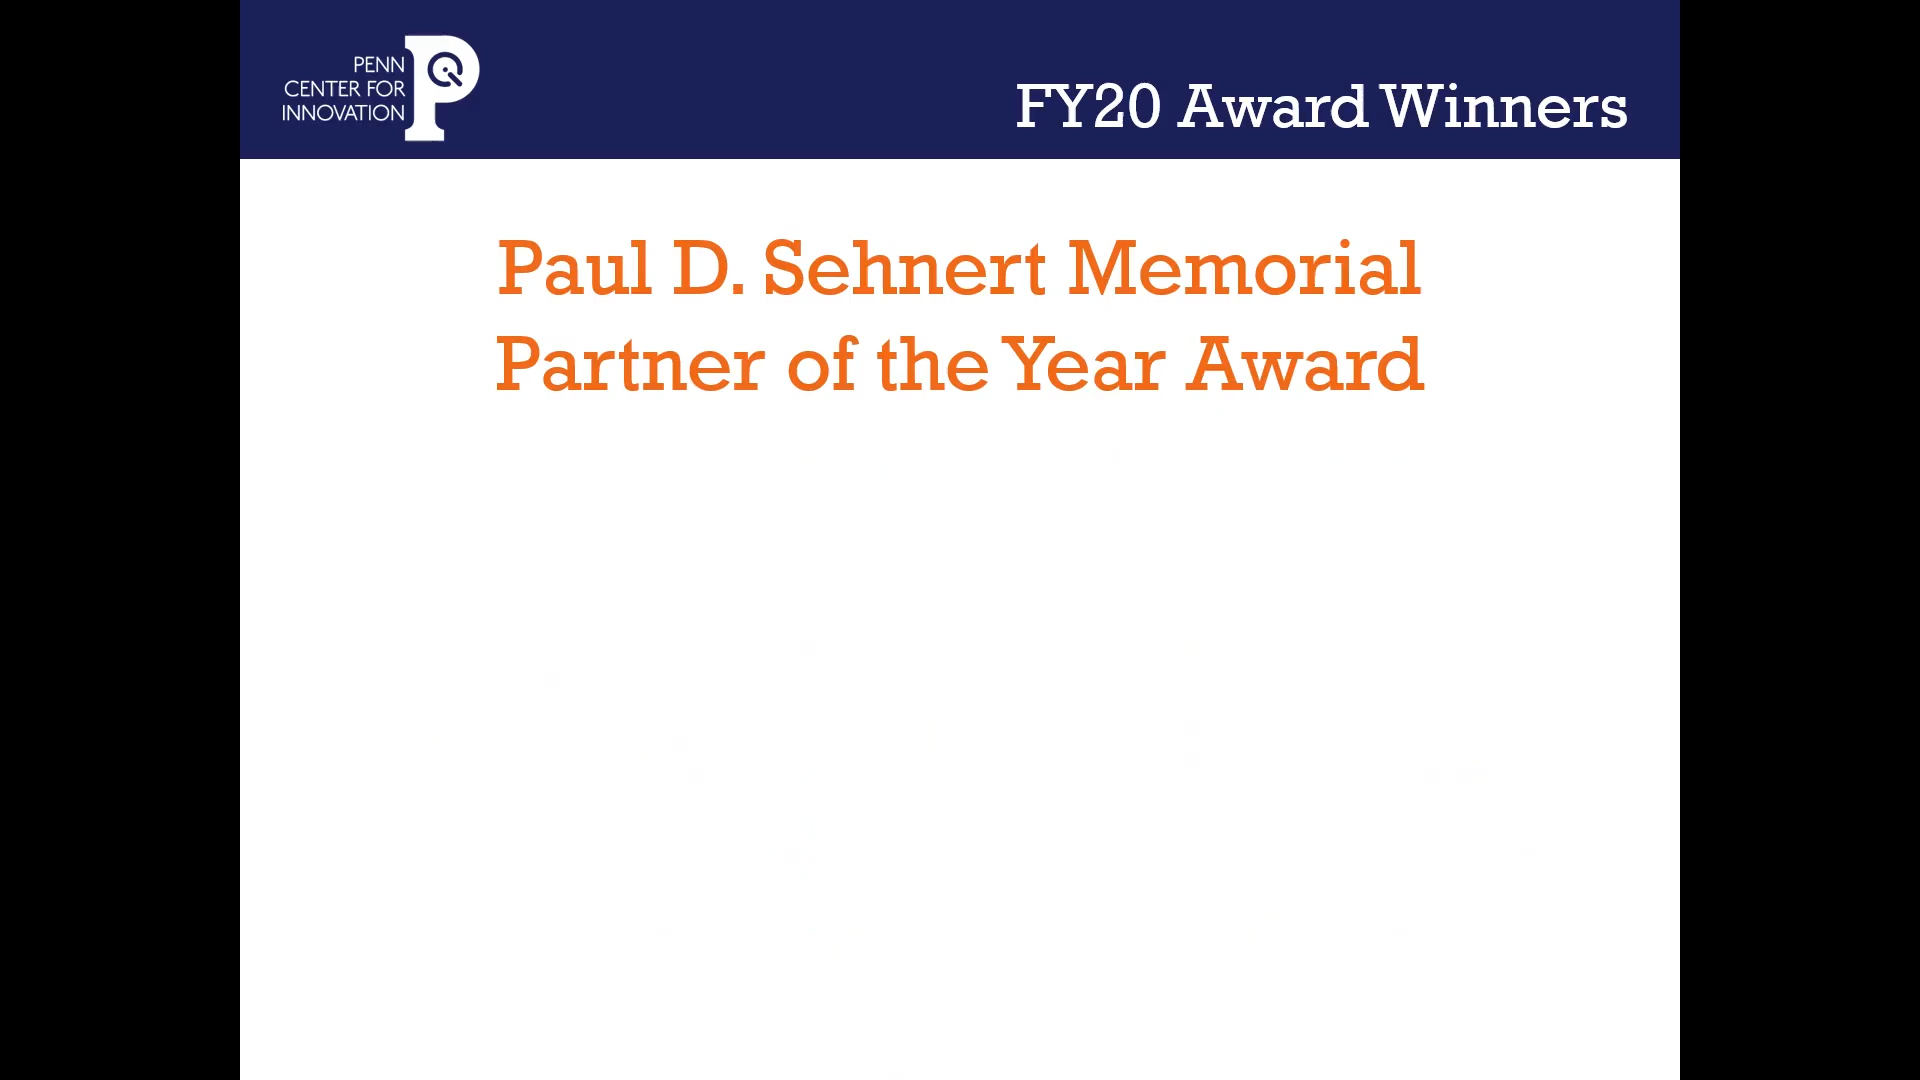 PENN
CENTER FOR
INNOVATION
FY20 Award Winners
Paul D. Sehnert Memorial
Partner of the Year Award